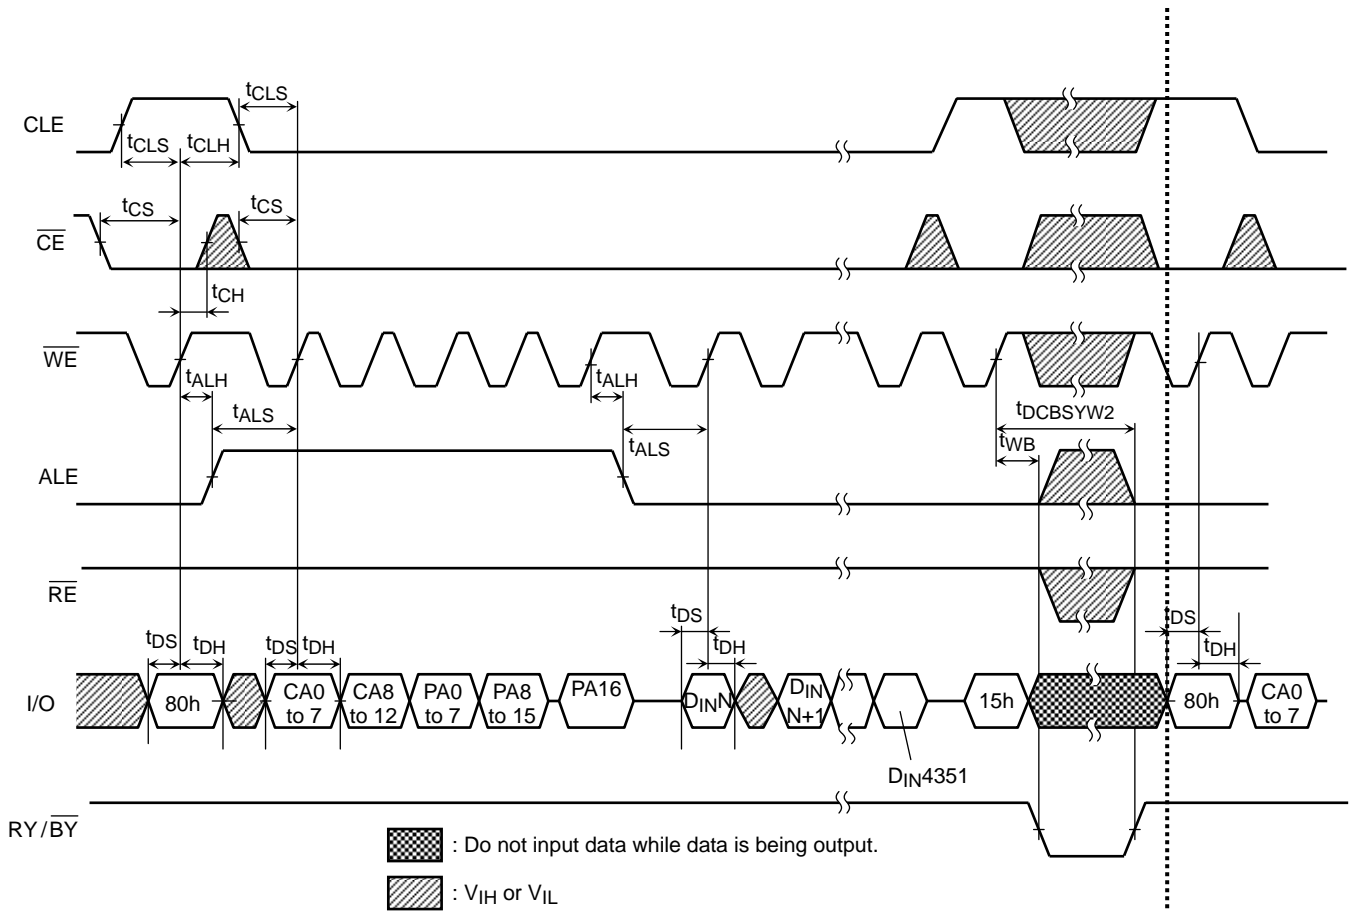 CLE
tCLS
tCLS
tCLH
CE
tCS
tCS
tCH
WE
tALH
tALH
tALS
tALS
tDCBSYW2
tWB
ALE
RE
tDS
tDH
tDS
tDH
tDS
tDH
tDS
tDH
I/O
80h
CA0
to 7
CA8
to 12
PA0
to 7
PA8
to 15
PA16
DINN
DIN
N+1
DIN4351
15h
80h
CA0
to 7
RY/BY
: Do not input data while data is being output.
: VIH or VIL